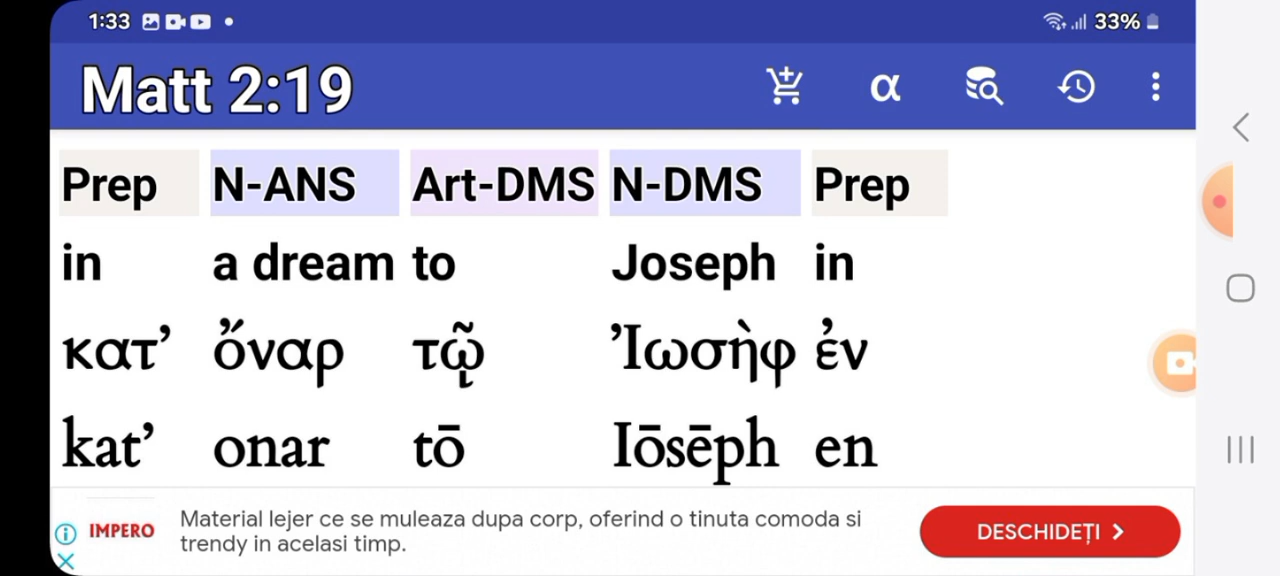 1:33 33%
Matt 2:19 α
Prep N-ANS Art-DMS N-DMS Prep
in a dream to Joseph in
κατ’ ὄναρ τῷ Ἰωσὴφ ἐν
kat’ onar tō Iōsēph en
IMPERO
Material lejer ce se muleaza dupa corp, oferind o tinuta comoda si
trendy in acelasi timp.
DESCHIDEȚI